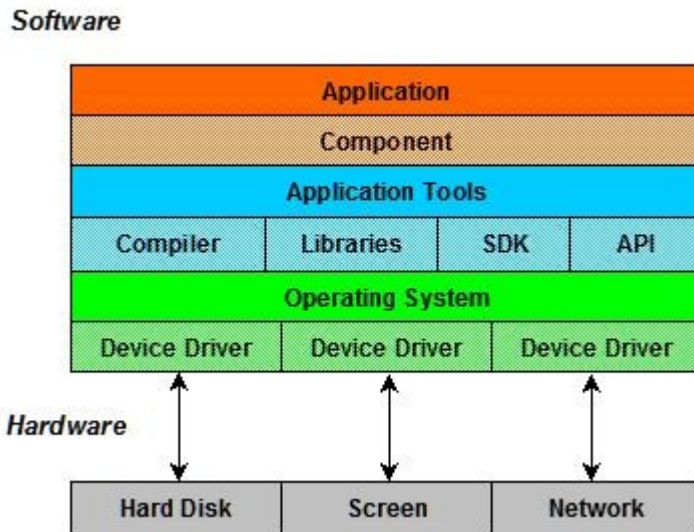 Software
Application
Component
Application Tools
Compiler Libraries SDK API
Operating System
Device Driver Device Driver Device Driver
Hardware
Hard Disk Screen Network